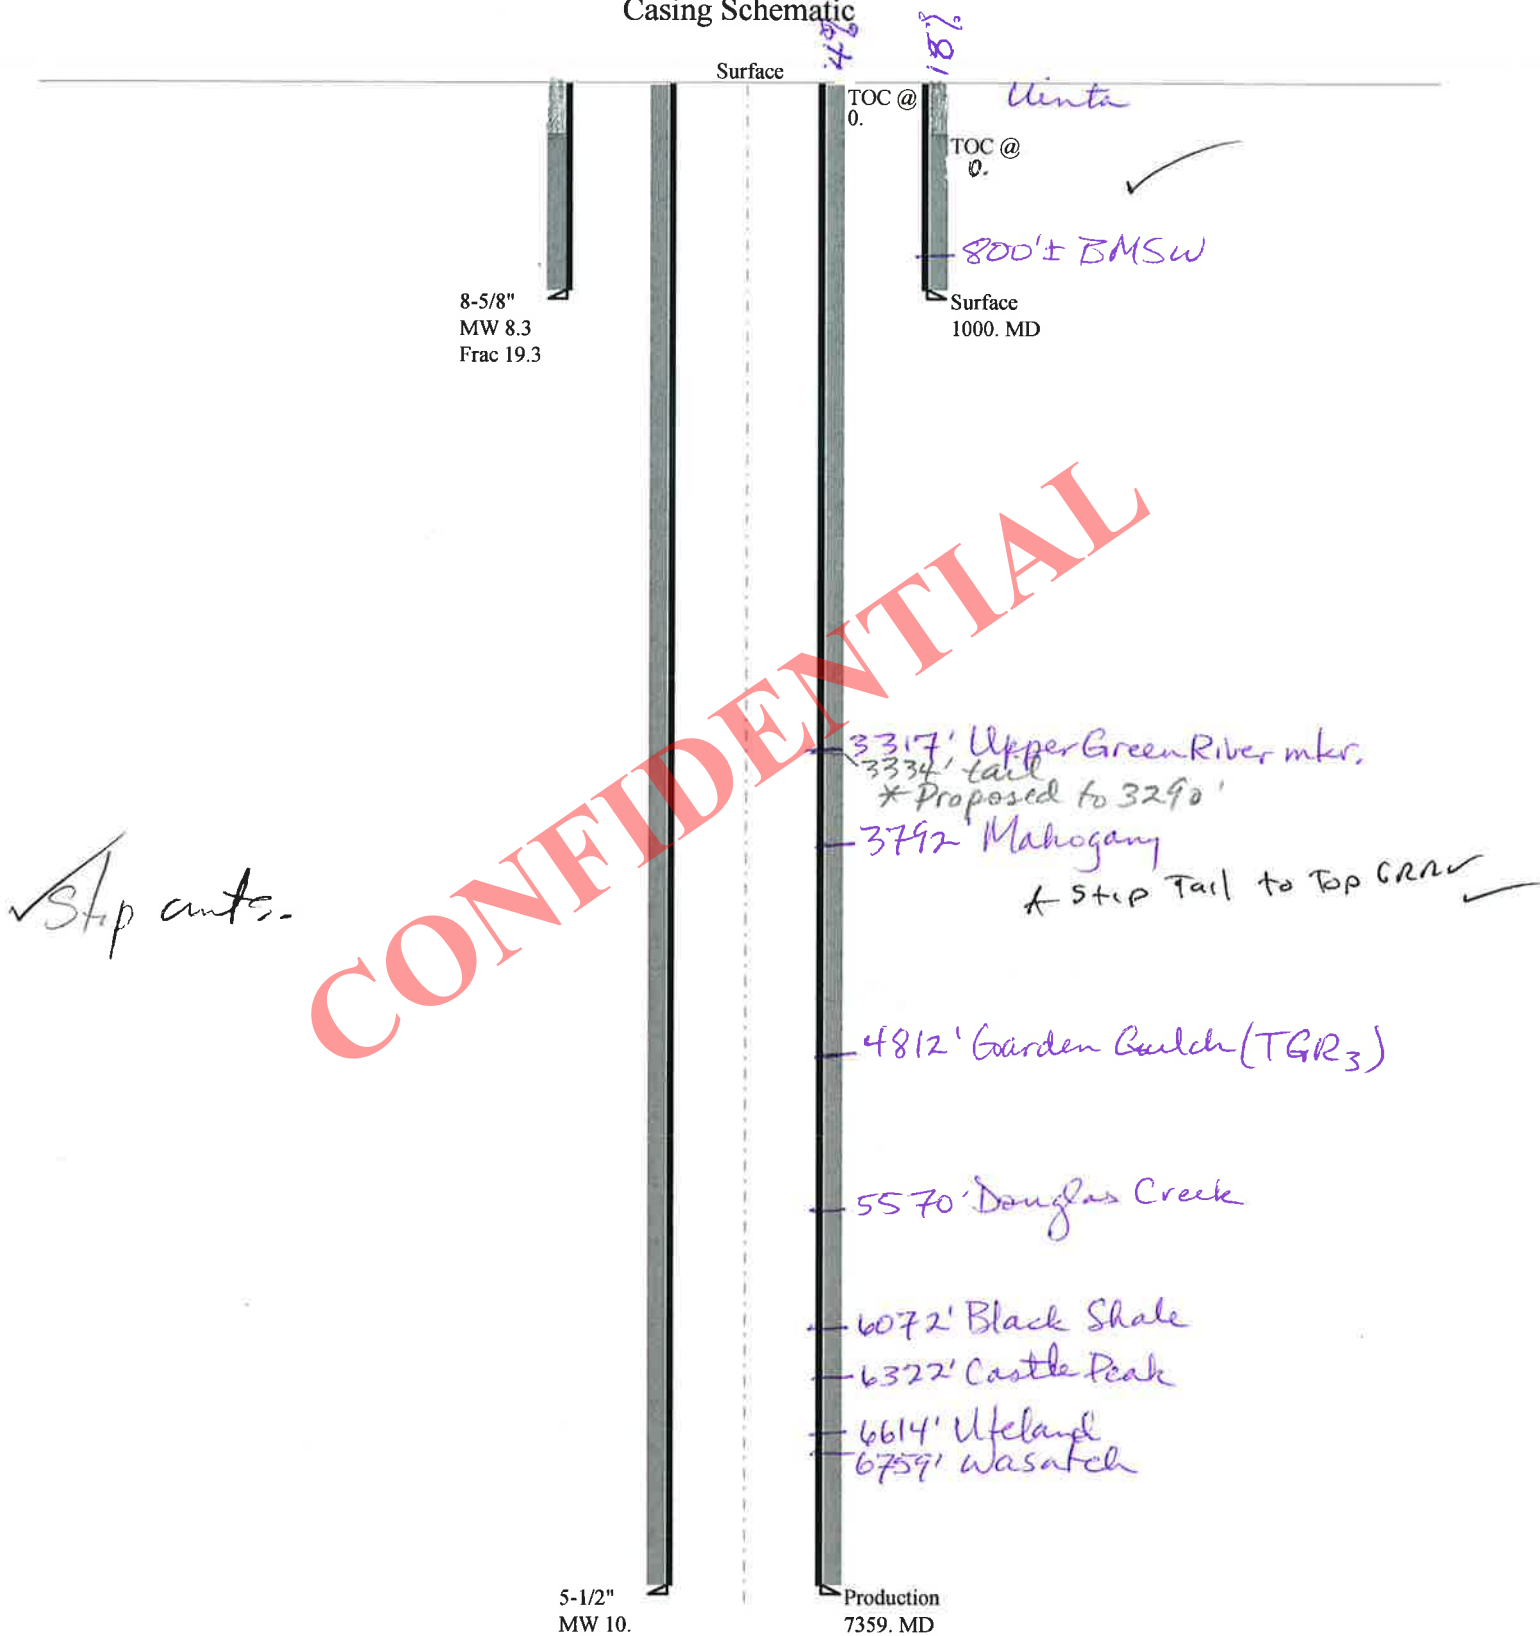 Casing Schematic
4%
18%
Surface
TOC @
0.
Uinta
TOC @
0.
800'± BMSW
8-5/8"
MW 8.3
Frac 19.3
Surface
1000. MD
3317' Upper Green River mkr.
3334' tail
* Proposed to 3290'
3792' Mahogany
* Stip Tail to Top GRRV
✓ Stip cmts.
CONFIDENTIAL
4812' Garden Gulch (TGR3)
5570' Douglas Creek
6072' Black Shale
6322' Castle Peak
6614' Uteland
6759' Wasatch
5-1/2"
MW 10.
Production
7359. MD